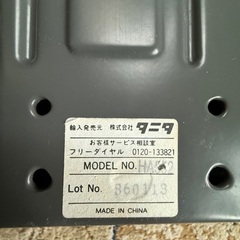 輸入発売元 株式会社 タニタ
お客様サービス相談室
フリーダイヤル 0120-133821
MODEL NO.
Lot No. 860113
MADE IN CHINA